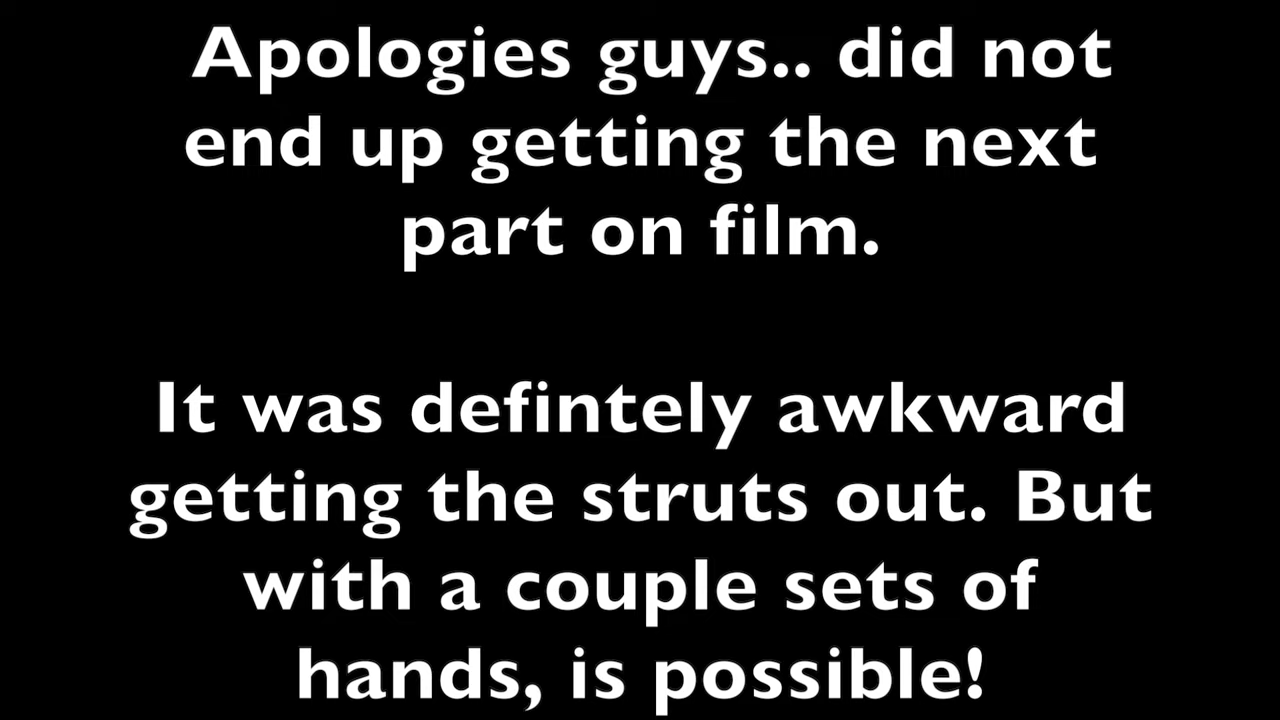 Apologies guys.. did not
end up getting the next
part on film.
It was defintely awkward
getting the struts out. But
with a couple sets of
hands, is possible!